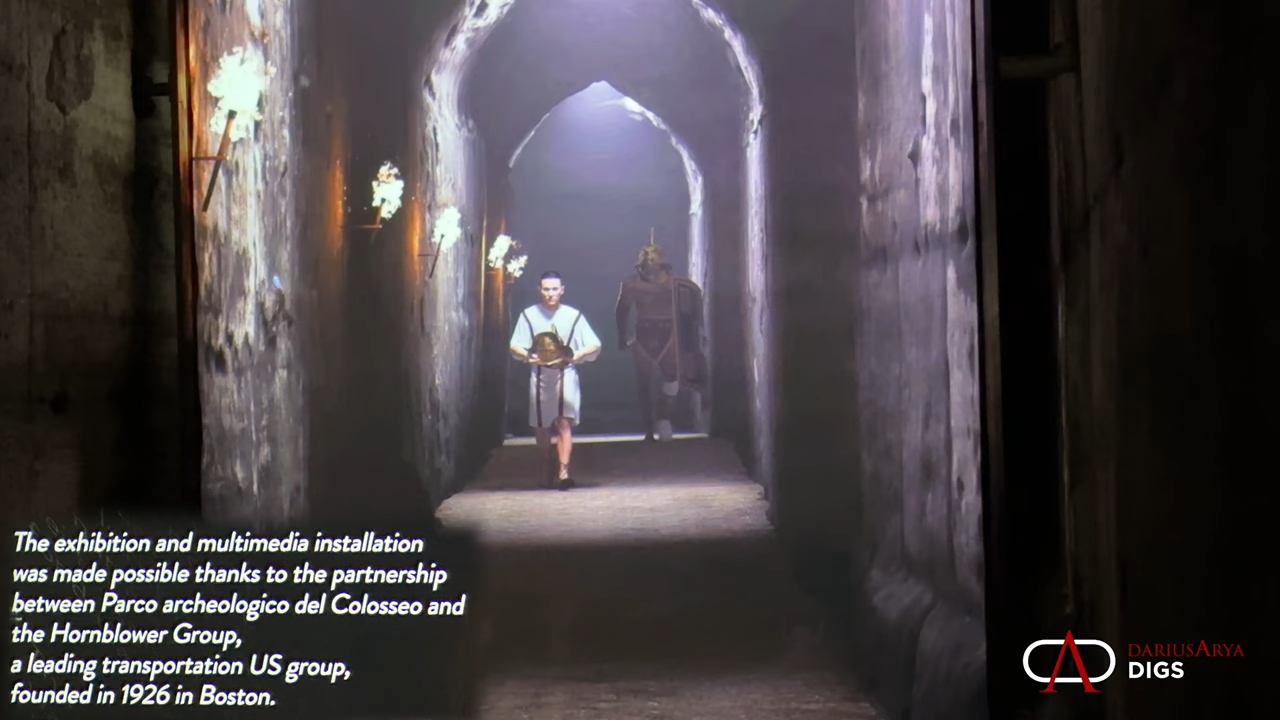 The exhibition and multimedia installation
was made possible thanks to the partnership
between Parco archeologico del Colosseo and
the Hornblower Group,
a leading transportation US group,
founded in 1926 in Boston.
DARIUSARYA
DIGS